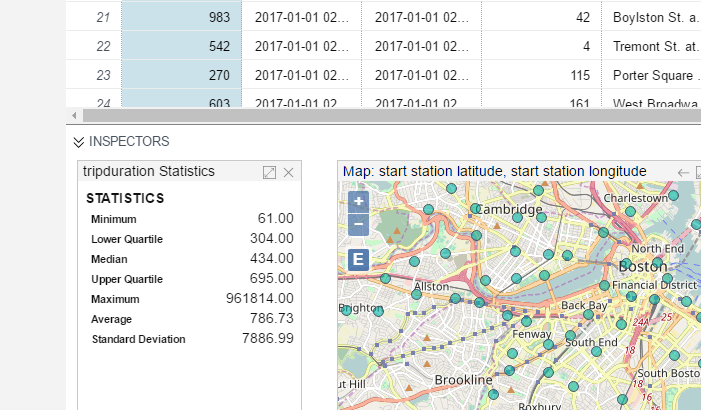 21 983 2017-01-01 02... 2017-01-01 02... 42 Boylston St. a.
22 542 2017-01-01 02... 2017-01-01 02... 4 Tremont St. at.
23 270 2017-01-01 02... 2017-01-01 02... 115 Porter Square .
24 603 2017-01-01 02 2017-01-01 02 161 West Broadwa
INSPECTORS
tripduration Statistics
STATISTICS
Minimum 61.00
Lower Quartile 304.00
Median 434.00
Upper Quartile 695.00
Maximum 961814.00
Average 786.73
Standard Deviation 7886.99
Map: start station latitude, start station longitude
+
−
E
Charlestown
Cambridge
North End
Boston
Allston
Financial District
Brighton
Back Bay
24A 25
Fenway
South End
16
18
South Bosto
ut Hill
Brookline
Roxbury